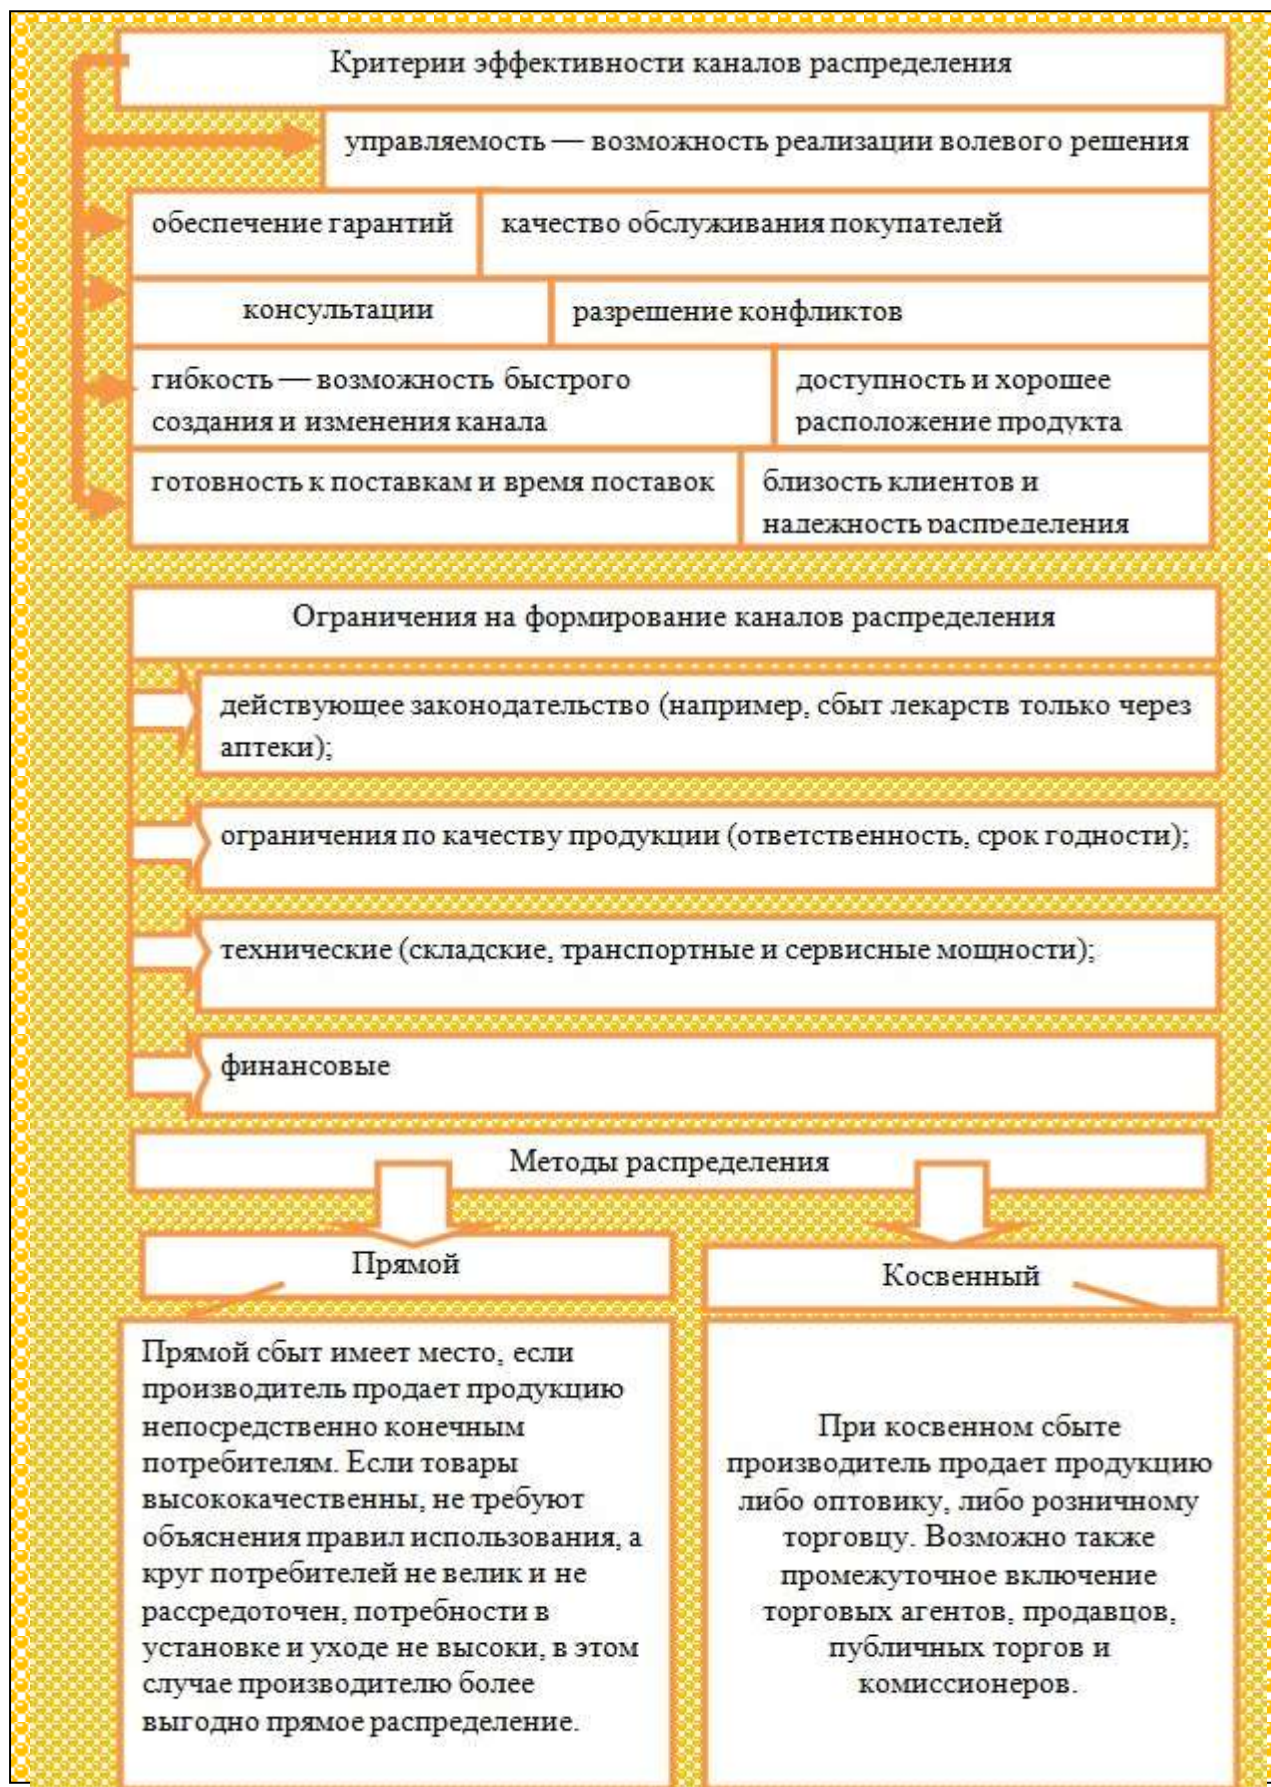 Критерии эффективности каналов распределения
управляемость — возможность реализации волевого решения
обеспечение гарантий
качество обслуживания покупателей
консультации
разрешение конфликтов
гибкость — возможность быстрого
создания и изменения канала
доступность и хорошее
расположение продукта
готовность к поставкам и время поставок
близость клиентов и
надежность распределения
Ограничения на формирование каналов распределения
действующее законодательство (например, сбыт лекарств только через
аптеки);
ограничения по качеству продукции (ответственность, срок годности);
технические (складские, транспортные и сервисные мощности);
финансовые
Методы распределения
Прямой
Косвенный
Прямой сбыт имеет место, если
производитель продает продукцию
непосредственно конечным
потребителям. Если товары
высококачественны, не требуют
объяснения правил использования, а
круг потребителей не велик и не
рассредоточен, потребности в
установке и уходе не высоки, в этом
случае производителю более
выгодно прямое распределение.
При косвенном сбыте
производитель продает продукцию
либо оптовику, либо розничному
торговцу. Возможно также
промежуточное включение
торговых агентов, продавцов,
публичных торгов и
комиссионеров.